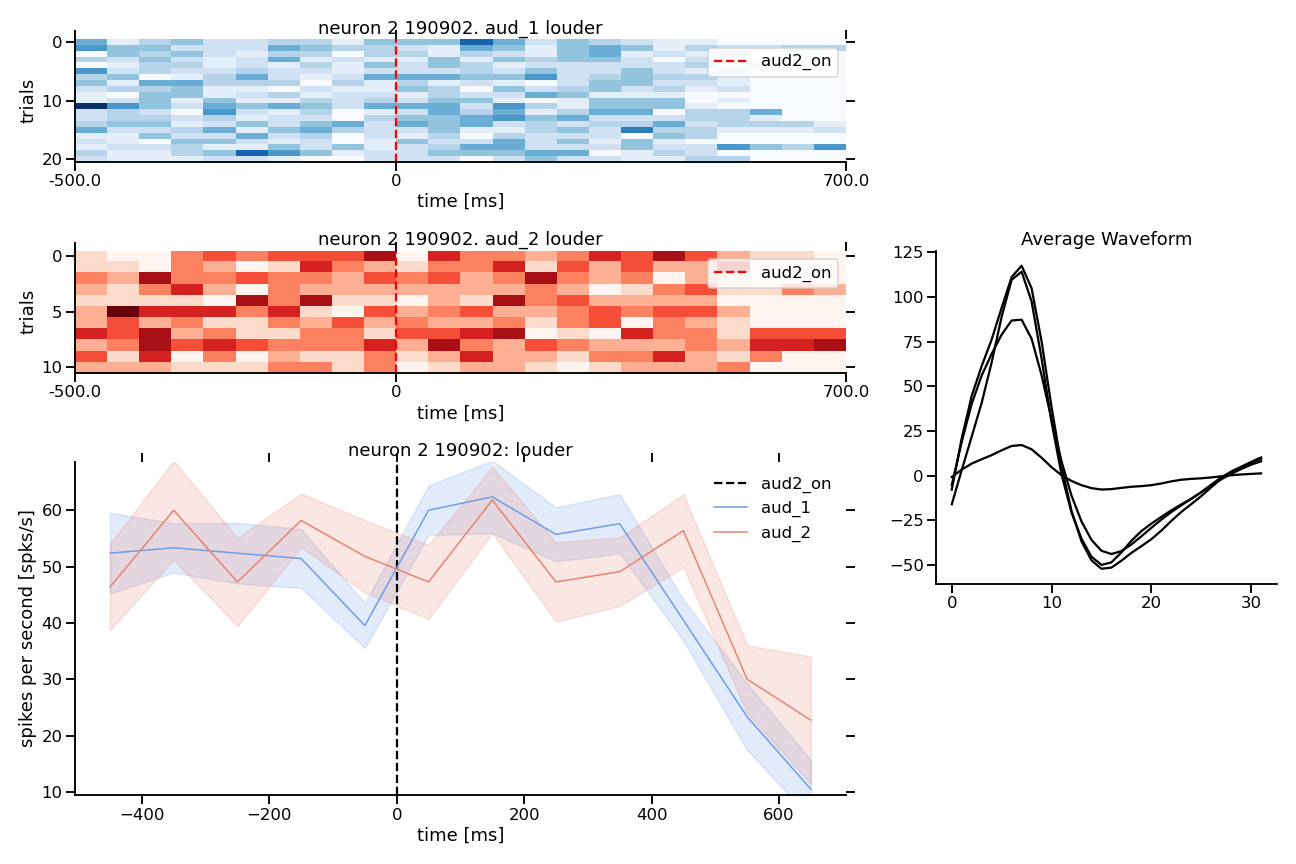 neuron 2 190902. aud_1 louder
trials
0
10
20
aud2_on
-500.0
0
700.0
time [ms]
neuron 2 190902. aud_2 louder
trials
0
5
10
aud2_on
-500.0
0
700.0
time [ms]
neuron 2 190902: louder
spikes per second [spks/s]
60
50
40
30
20
10
aud2_on
aud_1
aud_2
−400
−200
0
200
400
600
time [ms]
Average Waveform
125
100
75
50
25
0
−25
−50
0
10
20
30